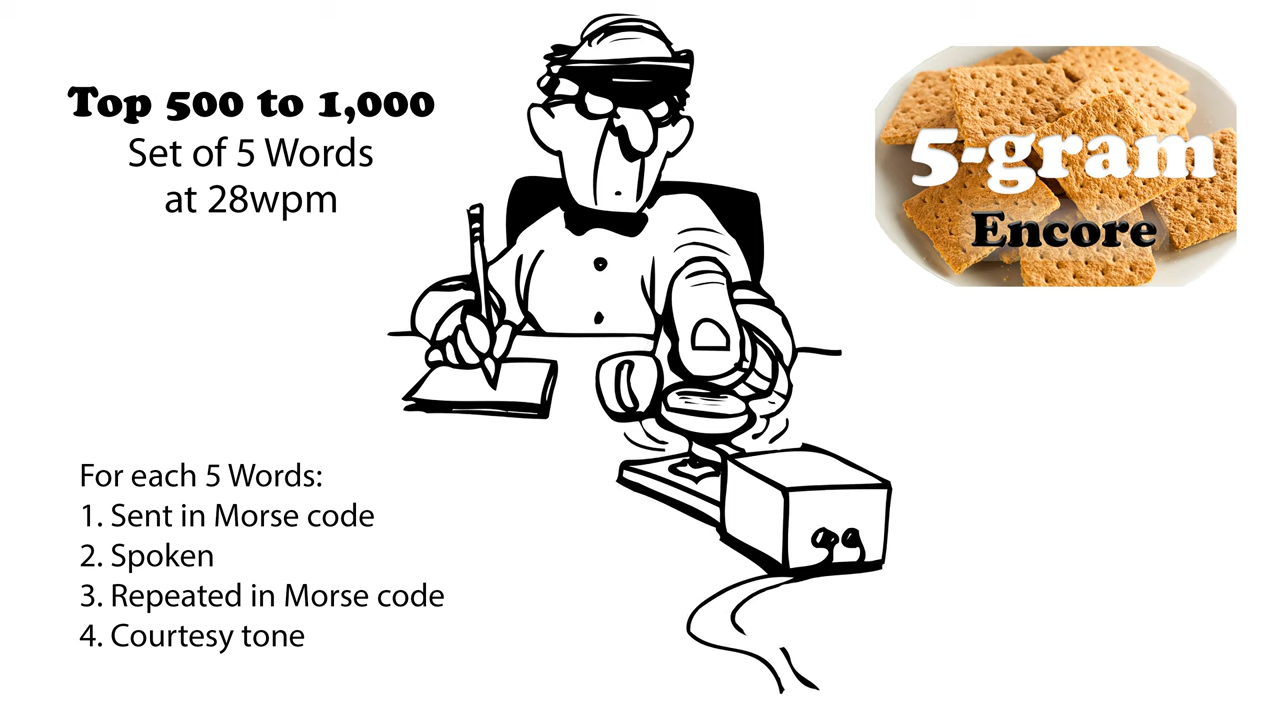 Top 500 to 1,000
Set of 5 Words
at 28wpm
5-gram
Encore
For each 5 Words:
1. Sent in Morse code
2. Spoken
3. Repeated in Morse code
4. Courtesy tone